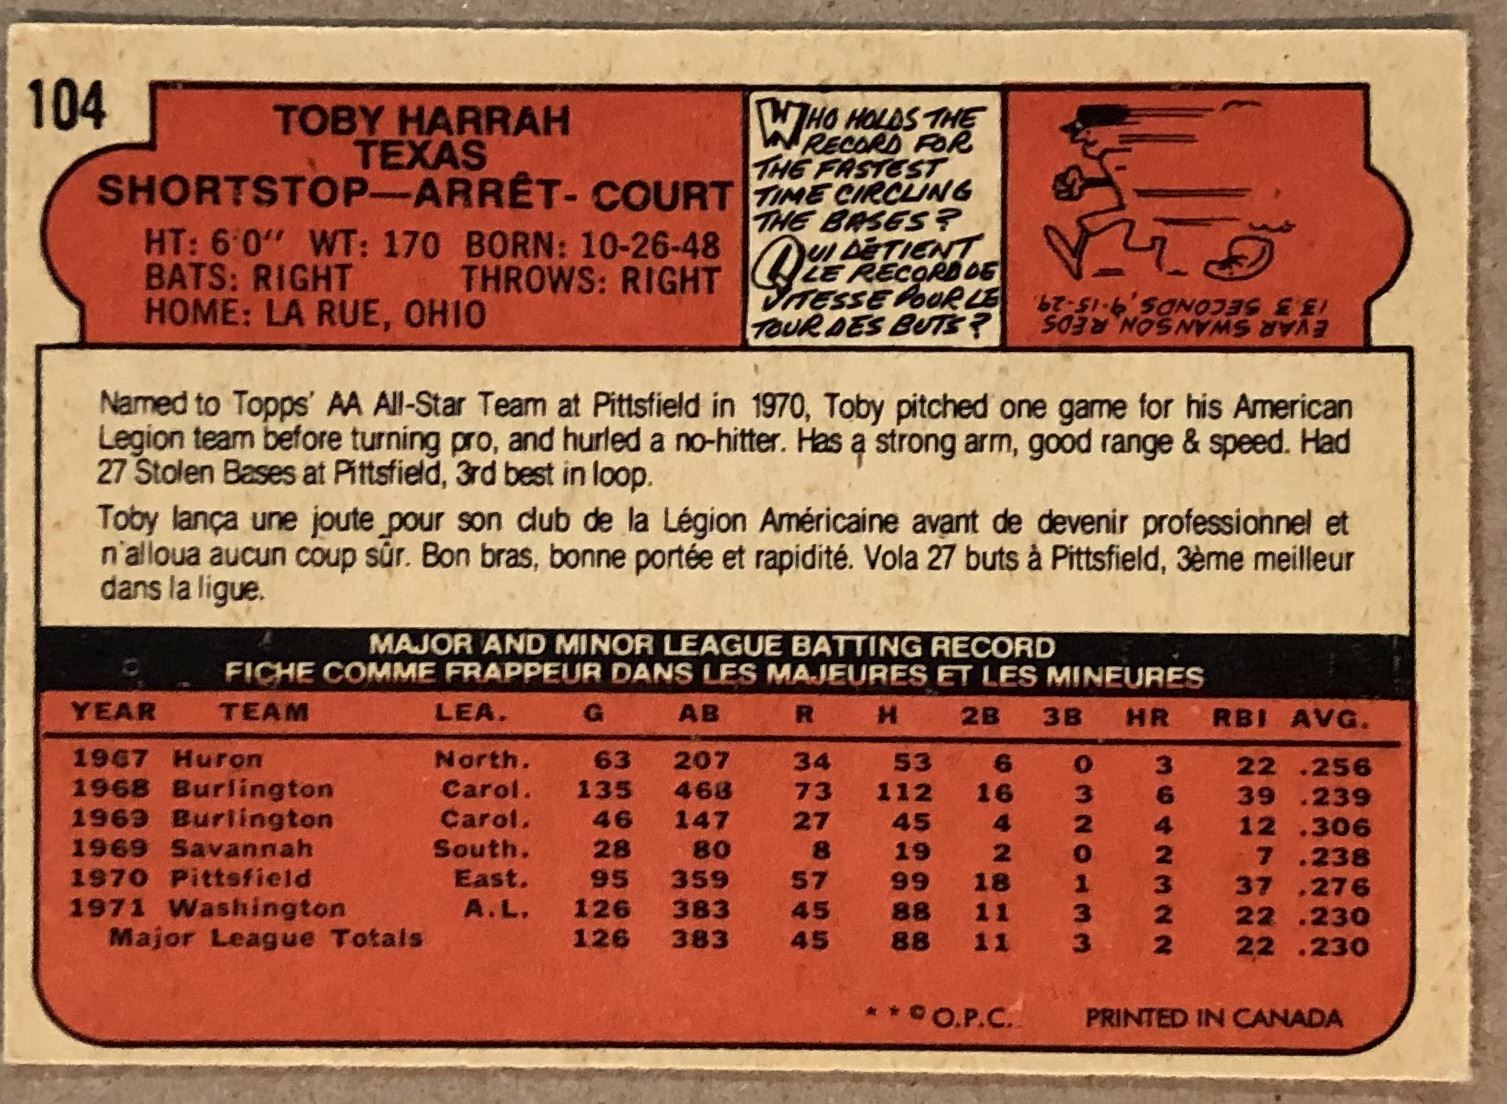 104
TOBY HARRAH
TEXAS
SHORTSTOP—ARRÊT- COURT
HT: 6'0" WT: 170 BORN: 10-26-48
BATS: RIGHT THROWS: RIGHT
HOME: LA RUE, OHIO
WHO HOLDS THE
RECORD FOR
THE FASTEST
TIME CIRCLING
THE BASES?
QUI DÉTIENT
LE RECORD DE
VITESSE POUR LE
TOUR DES BUTS?
EVAR SWANSON, REDS
13.3 SECONDS, 9-15-29.
Named to Topps' AA All-Star Team at Pittsfield in 1970, Toby pitched one game for his American
Legion team before turning pro, and hurled a no-hitter. Has a strong arm, good range & speed. Had
27 Stolen Bases at Pittsfield, 3rd best in loop.
Toby lança une joute pour son club de la Légion Américaine avant de devenir professionnel et
n'alloua aucun coup sûr. Bon bras, bonne portée et rapidité. Vola 27 buts à Pittsfield, 3ème meilleur
dans la ligue.
MAJOR AND MINOR LEAGUE BATTING RECORD
FICHE COMME FRAPPEUR DANS LES MAJEURES ET LES MINEURES
YEAR TEAM LEA. G AB R H 2B 3B HR RBI AVG.
1967 Huron North. 63 207 34 53 6 0 3 22 .256
1968 Burlington Carol. 135 468 73 112 16 3 6 39 .239
1969 Burlington Carol. 46 147 27 45 4 2 4 12 .306
1969 Savannah South. 28 80 8 19 2 0 2 7 .238
1970 Pittsfield East. 95 359 57 99 18 1 3 37 .276
1971 Washington A.L. 126 383 45 88 11 3 2 22 .230
Major League Totals 126 383 45 88 11 3 2 22 .230
* * © O.P.C. PRINTED IN CANADA